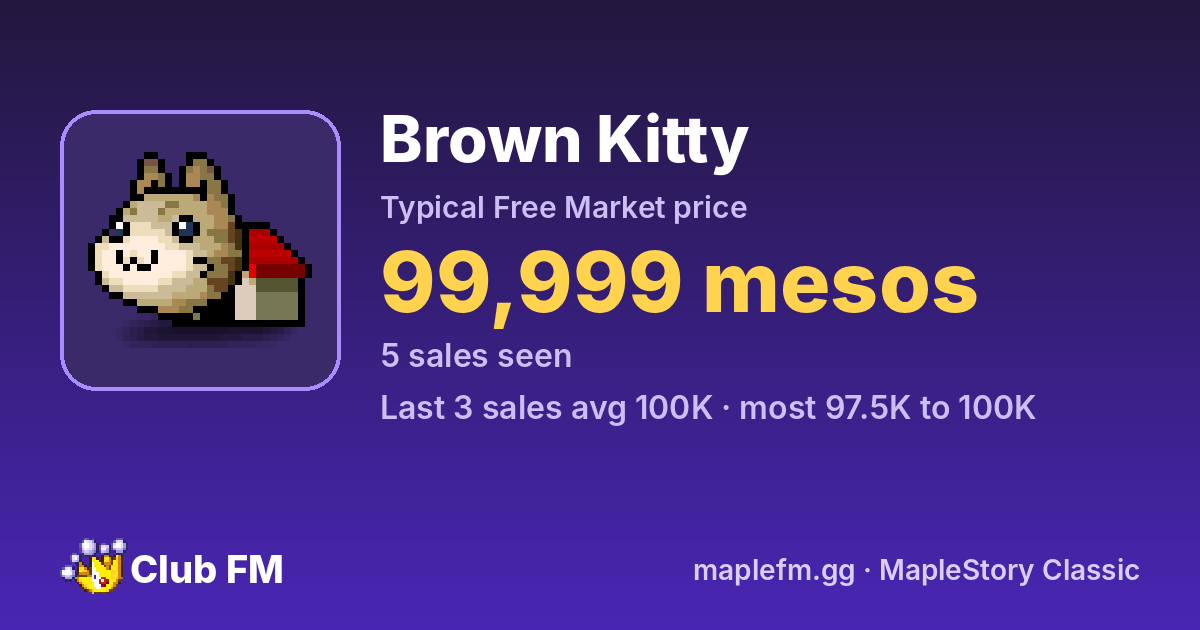 Brown Kitty
Typical Free Market price
99,999 mesos
5 sales seen
Last 3 sales avg 100K · most 97.5K to 100K
Club FM
maplefm.gg · MapleStory Classic